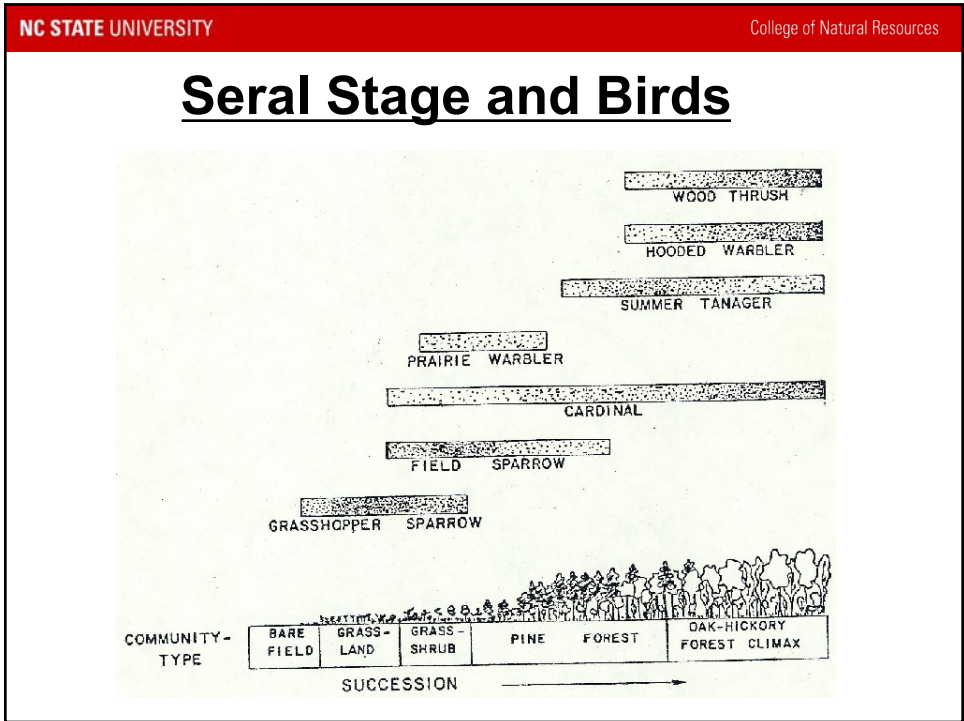 NC STATE UNIVERSITY
College of Natural Resources
Seral Stage and Birds
WOOD THRUSH
HOODED WARBLER
SUMMER TANAGER
PRAIRIE WARBLER
CARDINAL
FIELD SPARROW
GRASSHOPPER SPARROW
COMMUNITY-
TYPE
BARE
FIELD
GRASS-
LAND
GRASS-
SHRUB
PINE FOREST
OAK-HICKORY
FOREST CLIMAX
SUCCESSION